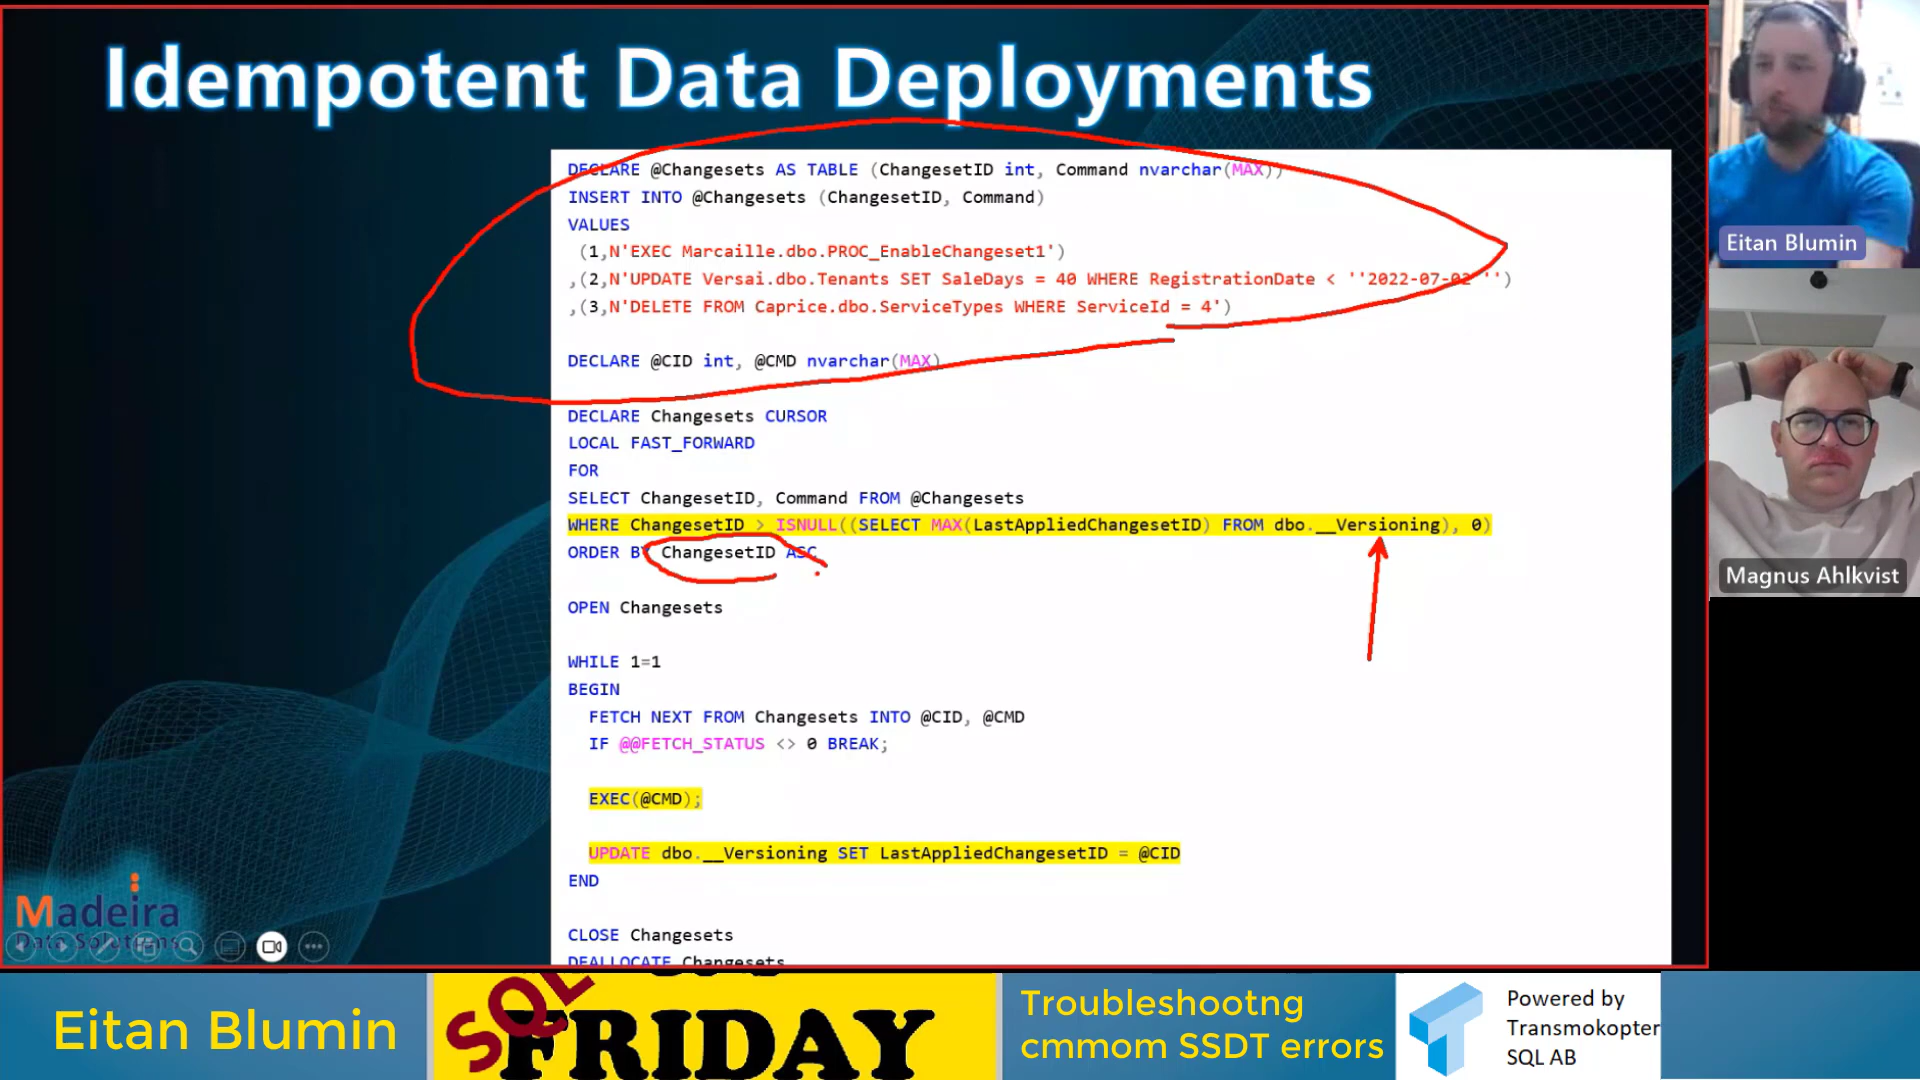 Idempotent Data Deployments
DECLARE @Changesets AS TABLE (ChangesetID int, Command nvarchar(MAX))
INSERT INTO @Changesets (ChangesetID, Command)
VALUES
(1,N'EXEC Marcaille.dbo.PROC_EnableChangeset1')
,(2,N'UPDATE Versai.dbo.Tenants SET SaleDays = 40 WHERE RegistrationDate < ''2022-07-02''')
,(3,N'DELETE FROM Caprice.dbo.ServiceTypes WHERE ServiceId = 4')
DECLARE @CID int, @CMD nvarchar(MAX)
DECLARE Changesets CURSOR
LOCAL FAST_FORWARD
FOR
SELECT ChangesetID, Command FROM @Changesets
WHERE ChangesetID > ISNULL((SELECT MAX(LastAppliedChangesetID) FROM dbo.__Versioning), 0)
ORDER BY ChangesetID ASC
OPEN Changesets
WHILE 1=1
BEGIN
FETCH NEXT FROM Changesets INTO @CID, @CMD
IF @@FETCH_STATUS <> 0 BREAK;
EXEC(@CMD);
UPDATE dbo.__Versioning SET LastAppliedChangesetID = @CID
END
CLOSE Changesets
DEALLOCATE Changesets
Madeira
Data Solutions
Eitan Blumin
Magnus Ahlkvist
Eitan Blumin
SQL
FRIDAY
Troubleshootng
cmmom SSDT errors
Powered by
Transmokopter
SQL AB